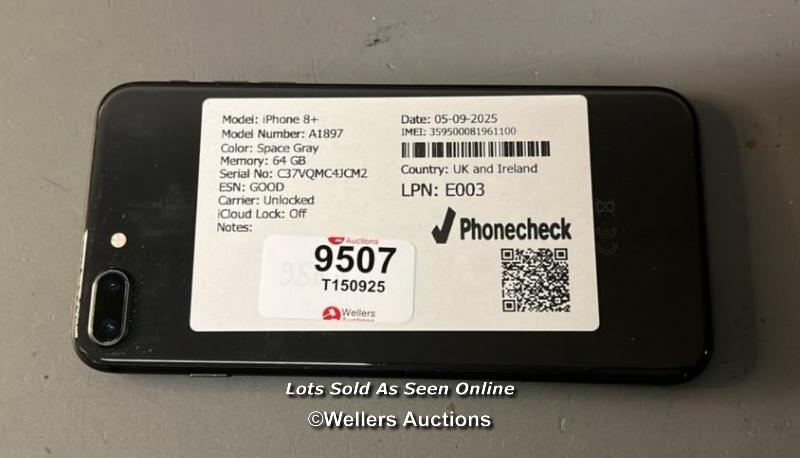 Model: iPhone 8+
Model Number: A1897
Color: Space Gray
Memory: 64 GB
Serial No: C37VQMC4JCM2
ESN: GOOD
Carrier: Unlocked
iCloud Lock: Off
Notes:
Date: 05-09-2025
IMEI: 359500081961100
Country: UK and Ireland
LPN: E003
Phonecheck
Auctions
9507
T150925
Wellers
Auctions
Lots Sold As Seen Online
©Wellers Auctions